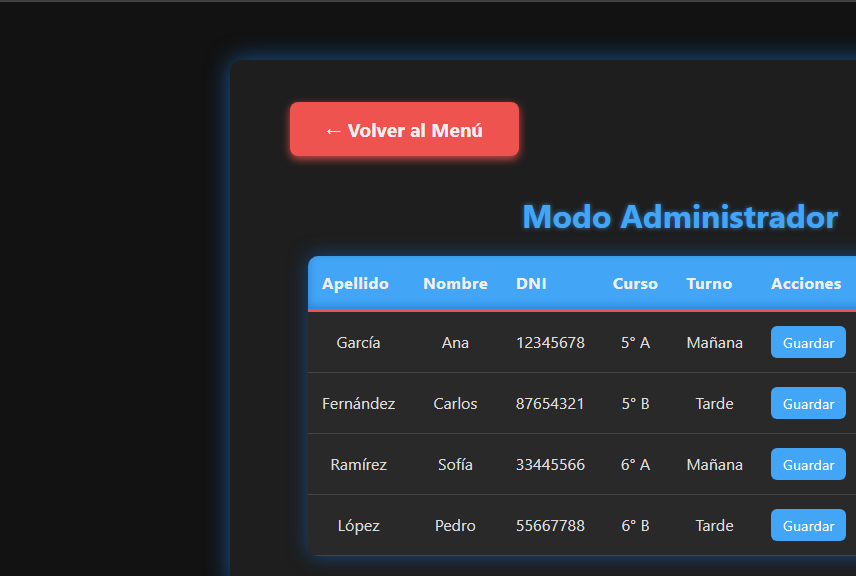 ← Volver al Menú
Modo Administrador
Apellido Nombre DNI Curso Turno Acciones
García Ana 12345678 5° A Mañana Guardar
Fernández Carlos 87654321 5° B Tarde Guardar
Ramírez Sofía 33445566 6° A Mañana Guardar
López Pedro 55667788 6° B Tarde Guardar